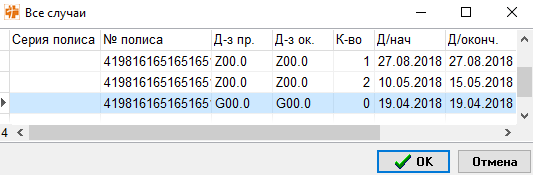 Все случаи
Серия полиса № полиса Д-з пр. Д-з ок. К-во Д/нач Д/оконч.
419816165165165 Z00.0 Z00.0 1 27.08.2018 27.08.2018
419816165165165 Z00.0 Z00.0 2 10.05.2018 15.05.2018
419816165165165 G00.0 G00.0 0 19.04.2018 19.04.2018
4
OK Отмена